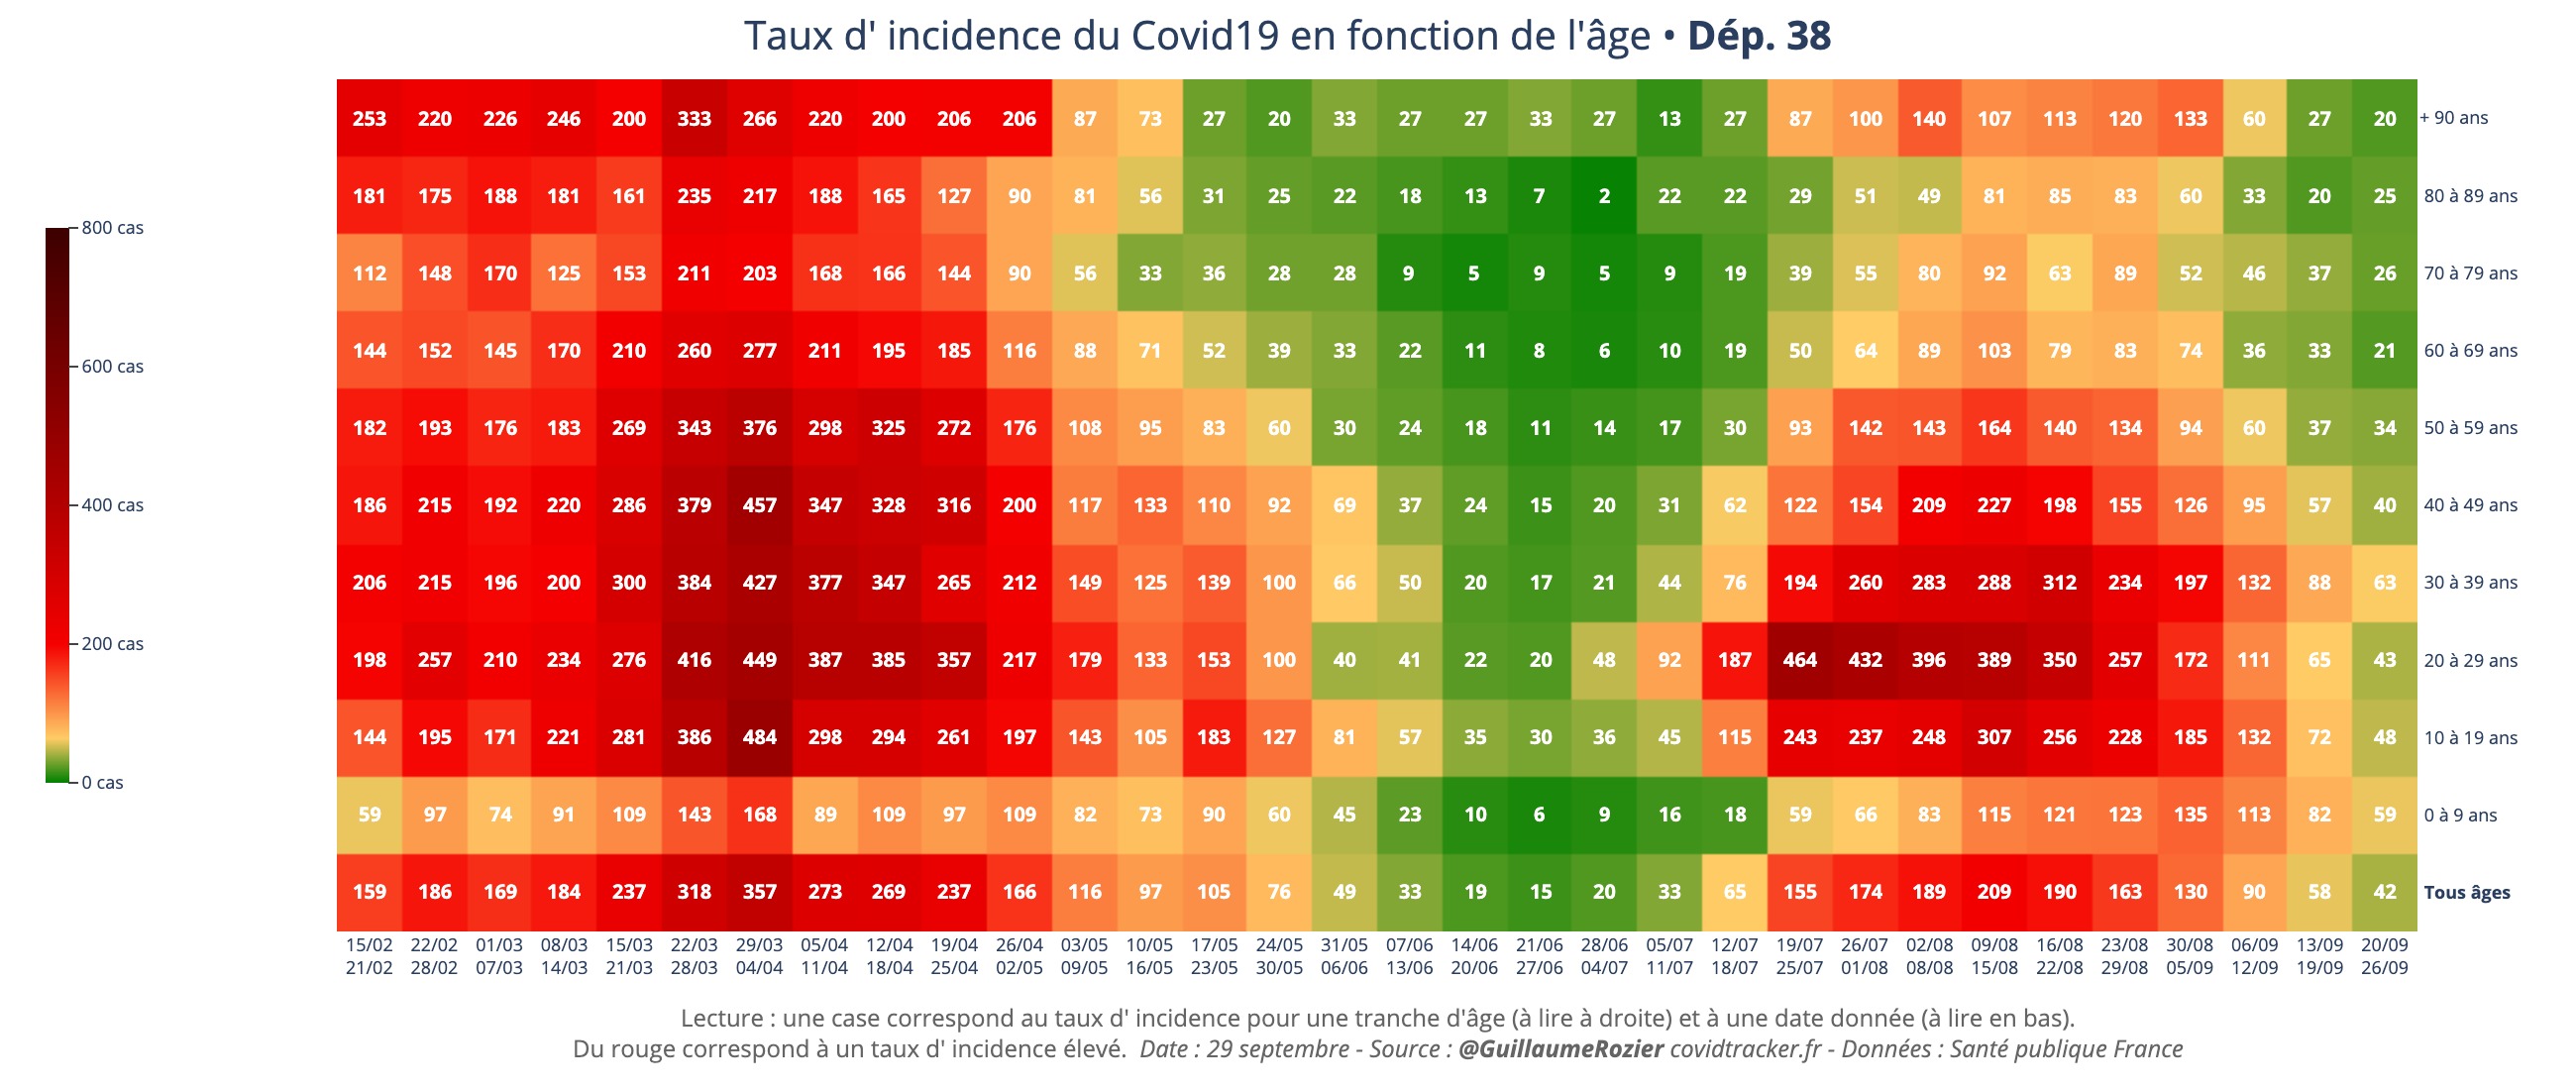 Taux d' incidence du Covid19 en fonction de l'âge • Dép. 38
800 cas
600 cas
400 cas
200 cas
0 cas
253 220 226 246 200 333 266 220 200 206 206 87 73 27 20 33 27 27 33 27 13 27 87 100 140 107 113 120 133 60 27 20 + 90 ans
181 175 188 181 161 235 217 188 165 127 90 81 56 31 25 22 18 13 7 2 22 22 29 51 49 81 85 83 60 33 20 25 80 à 89 ans
112 148 170 125 153 211 203 168 166 144 90 56 33 36 28 28 9 5 9 5 9 19 39 55 80 92 63 89 52 46 37 26 70 à 79 ans
144 152 145 170 210 260 277 211 195 185 116 88 71 52 39 33 22 11 8 6 10 19 50 64 89 103 79 83 74 36 33 21 60 à 69 ans
182 193 176 183 269 343 376 298 325 272 176 108 95 83 60 30 24 18 11 14 17 30 93 142 143 164 140 134 94 60 37 34 50 à 59 ans
186 215 192 220 286 379 457 347 328 316 200 117 133 110 92 69 37 24 15 20 31 62 122 154 209 227 198 155 126 95 57 40 40 à 49 ans
206 215 196 200 300 384 427 377 347 265 212 149 125 139 100 66 50 20 17 21 44 76 194 260 283 288 312 234 197 132 88 63 30 à 39 ans
198 257 210 234 276 416 449 387 385 357 217 179 133 153 100 40 41 22 20 48 92 187 464 432 396 389 350 257 172 111 65 43 20 à 29 ans
144 195 171 221 281 386 484 298 294 261 197 143 105 183 127 81 57 35 30 36 45 115 243 237 248 307 256 228 185 132 72 48 10 à 19 ans
59 97 74 91 109 143 168 89 109 97 109 82 73 90 60 45 23 10 6 9 16 18 59 66 83 115 121 123 135 113 82 59 0 à 9 ans
159 186 169 184 237 318 357 273 269 237 166 116 97 105 76 49 33 19 15 20 33 65 155 174 189 209 190 163 130 90 58 42 Tous âges
15/02 22/02 01/03 08/03 15/03 22/03 29/03 05/04 12/04 19/04 26/04 03/05 10/05 17/05 24/05 31/05 07/06 14/06 21/06 28/06 05/07 12/07 19/07 26/07 02/08 09/08 16/08 23/08 30/08 06/09 13/09 20/09
21/02 28/02 07/03 14/03 21/03 28/03 04/04 11/04 18/04 25/04 02/05 09/05 16/05 23/05 30/05 06/06 13/06 20/06 27/06 04/07 11/07 18/07 25/07 01/08 08/08 15/08 22/08 29/08 05/09 12/09 19/09 26/09
Lecture : une case correspond au taux d' incidence pour une tranche d'âge (à lire à droite) et à une date donnée (à lire en bas).
Du rouge correspond à un taux d' incidence élevé. Date : 29 septembre - Source : @GuillaumeRozier covidtracker.fr - Données : Santé publique France